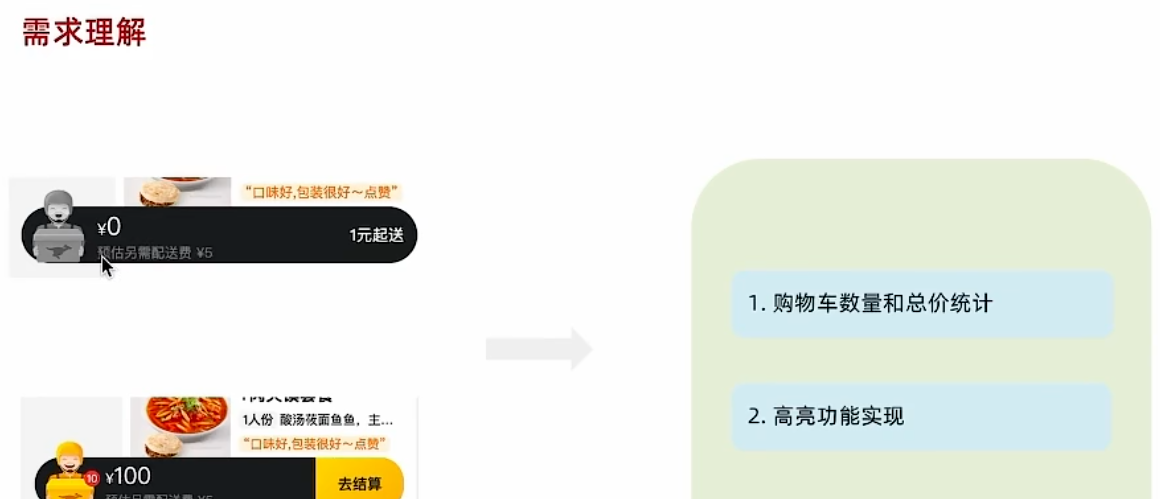 需求理解
“口味好,包装很好～点赞”
¥0
1元起送
预估另需配送费 ¥5
1人份 酸汤莜面鱼鱼，主...
“口味好,包装很好～点赞”
10
¥100
去结算
预估另需配送费 ¥5
1. 购物车数量和总价统计
2. 高亮功能实现